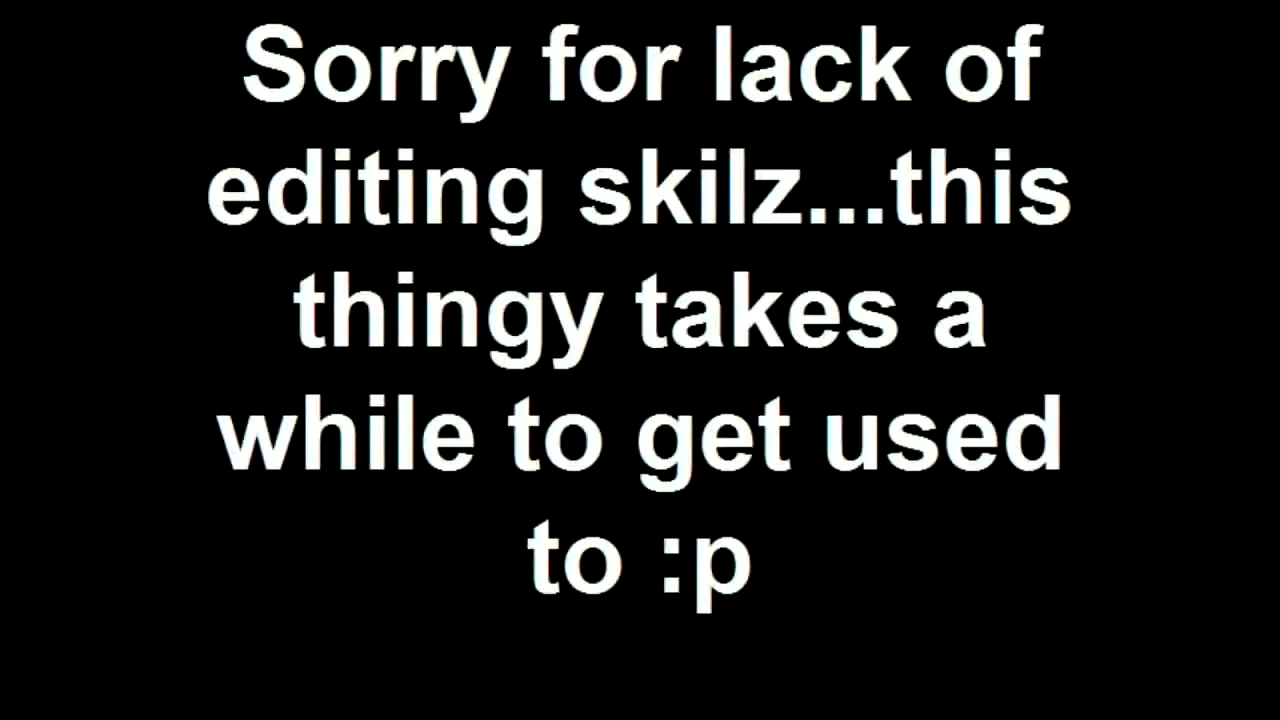 Sorry for lack of
editing skilz...this
thingy takes a
while to get used
to :p